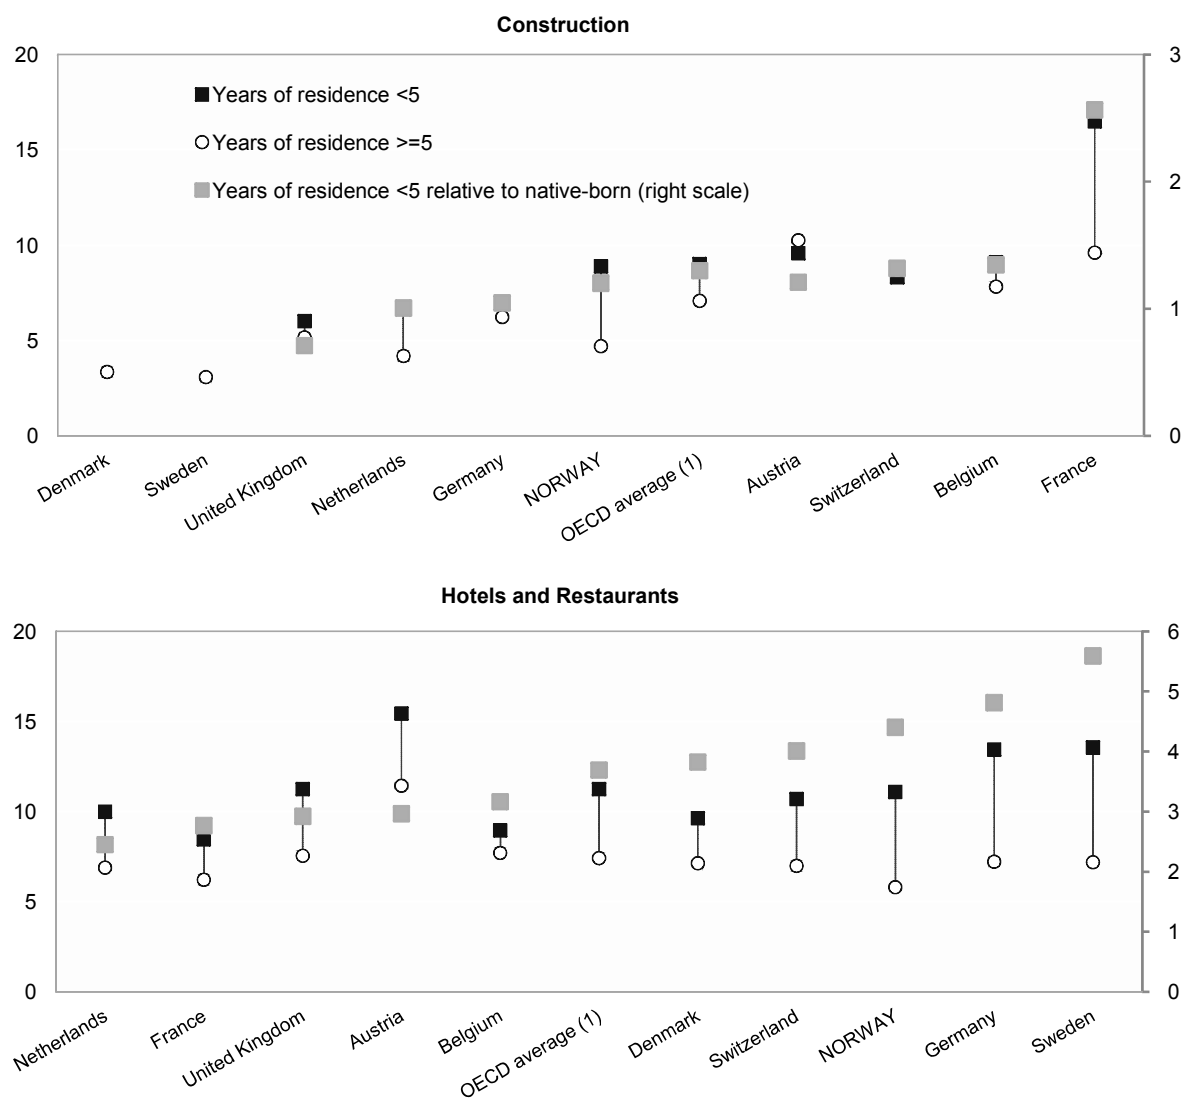 Construction
20
3
Years of residence <5
Years of residence >=5
15
Years of residence <5 relative to native-born (right scale)
2
10
1
5
0
0
Denmark
Sweden
United Kingdom
Netherlands
Germany
NORWAY
OECD average (1)
Austria
Switzerland
Belgium
France
Hotels and Restaurants
20
6
5
15
4
10
3
2
5
1
0
0
Netherlands
France
United Kingdom
Austria
Belgium
OECD average (1)
Denmark
Switzerland
NORWAY
Germany
Sweden